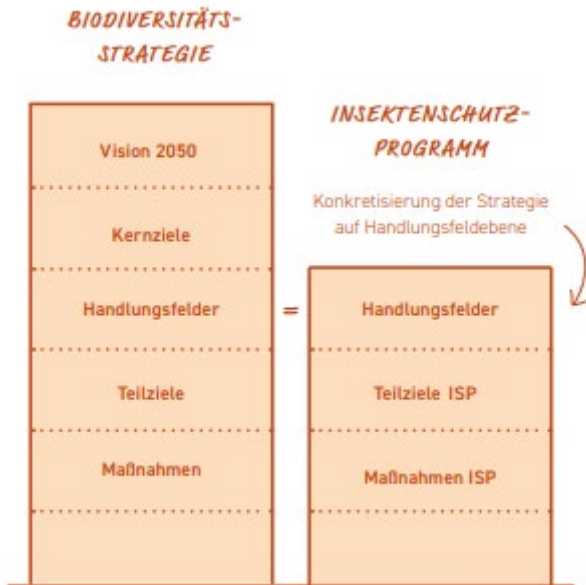 BIODIVERSITÄTS-
STRATEGIE
Vision 2050
Kernziele
Handlungsfelder
Teilziele
Maßnahmen
=
INSEKTENSCHUTZ-
PROGRAMM
Konkretisierung der Strategie
auf Handlungsfeldebene
Handlungsfelder
Teilziele ISP
Maßnahmen ISP